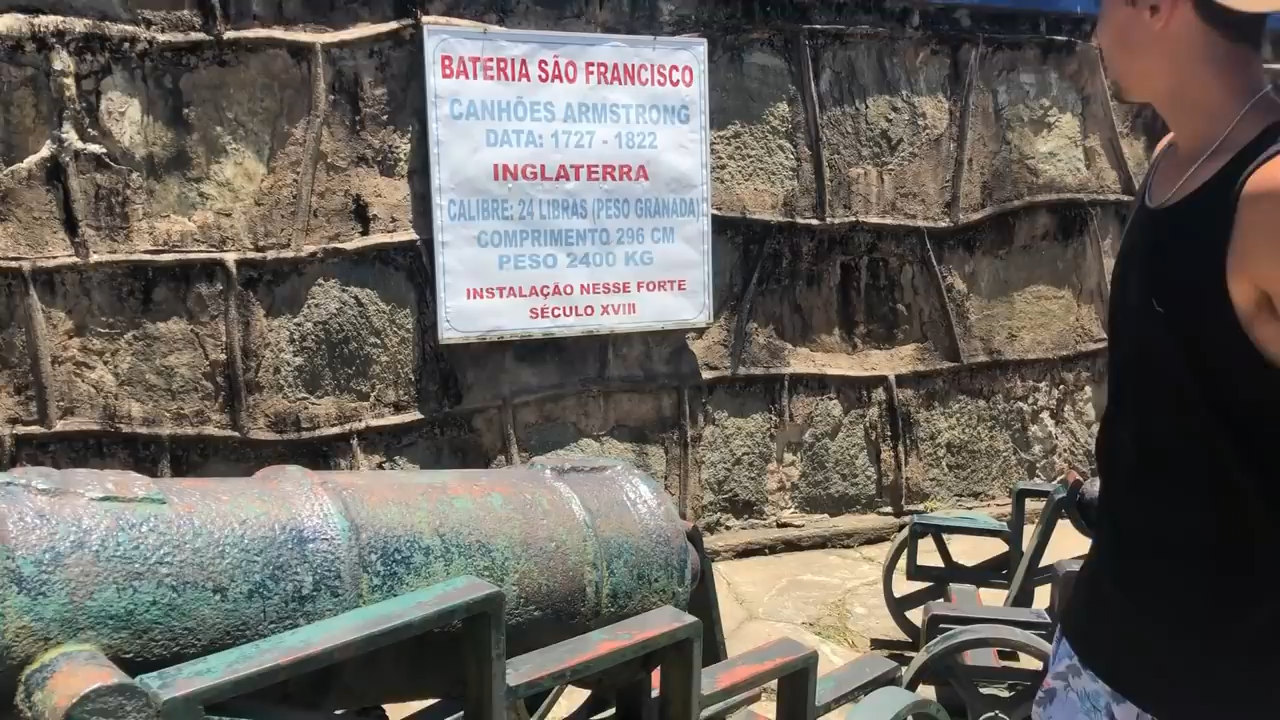 BATERIA SÃO FRANCISCO
CANHÕES ARMSTRONG
DATA: 1727 - 1822
INGLATERRA
CALIBRE: 24 LIBRAS (PESO GRANADA)
COMPRIMENTO 296 CM
PESO 2400 KG
INSTALAÇÃO NESSE FORTE
SÉCULO XVIII